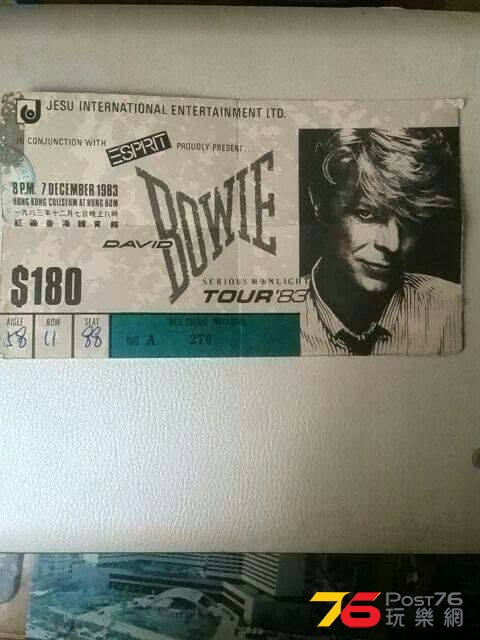 JESU INTERNATIONAL ENTERTAINMENT LTD.
IN CONJUNCTION WITH ESPRIT PROUDLY PRESENT...
8 P.M. 7 DECEMBER 1983
HONG KONG COLISEUM AT HUNG HOM
一九八三年十二月七日晚上八時
紅磡香港體育館
DAVID BOWIE
SERIOUS MOONLIGHT
TOUR '83
$180
AISLE ROW SEAT
58 11 88
GATE COLOUR
NO. A 276
76 POST76
玩樂網